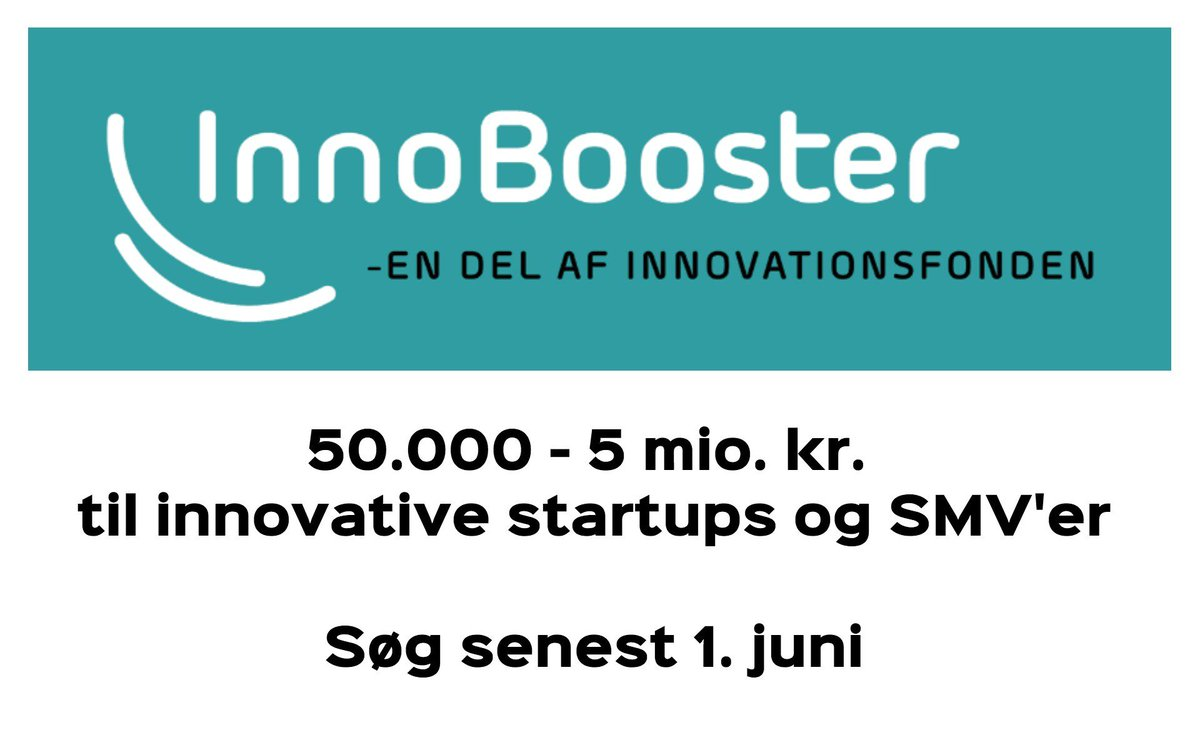 InnoBooster
-EN DEL AF INNOVATIONSFONDEN
50.000 - 5 mio. kr.
til innovative startups og SMV'er
Søg senest 1. juni